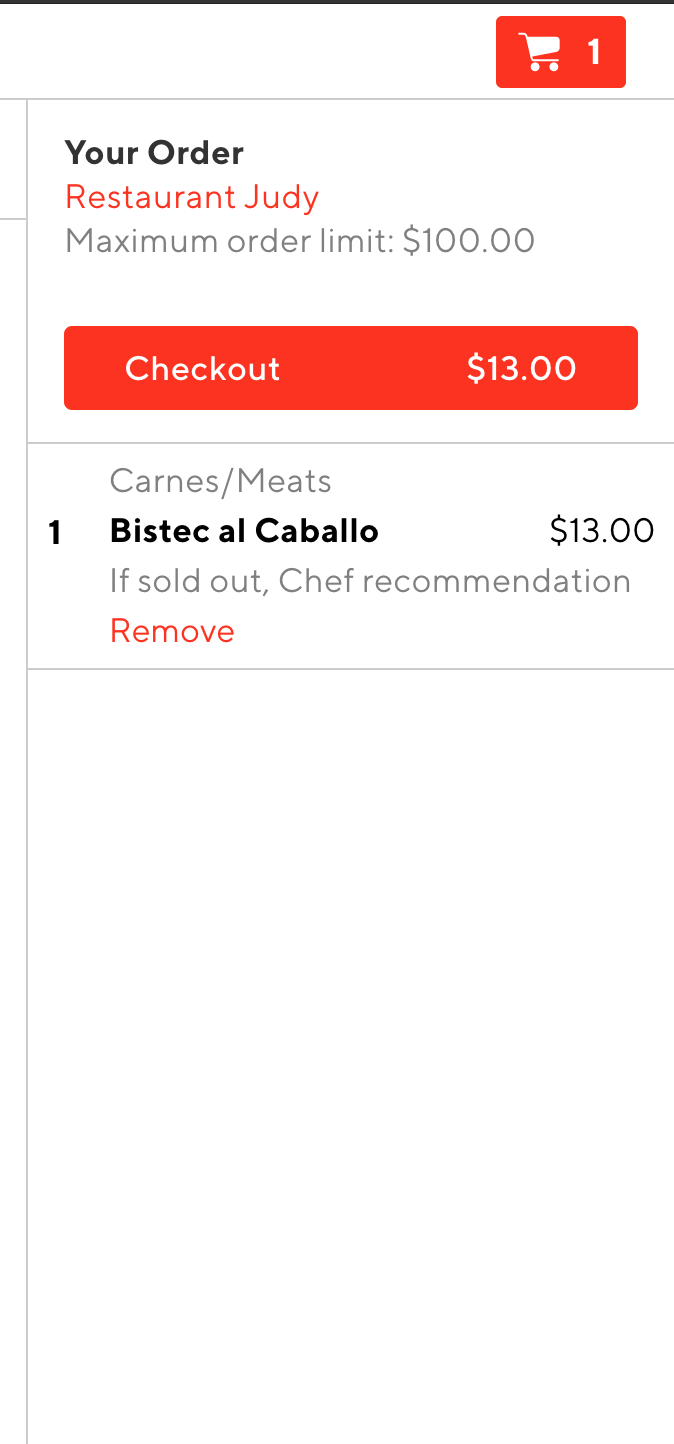 1
Your Order
Restaurant Judy
Maximum order limit: $100.00
Checkout $13.00
Carnes/Meats
1 Bistec al Caballo $13.00
If sold out, Chef recommendation
Remove